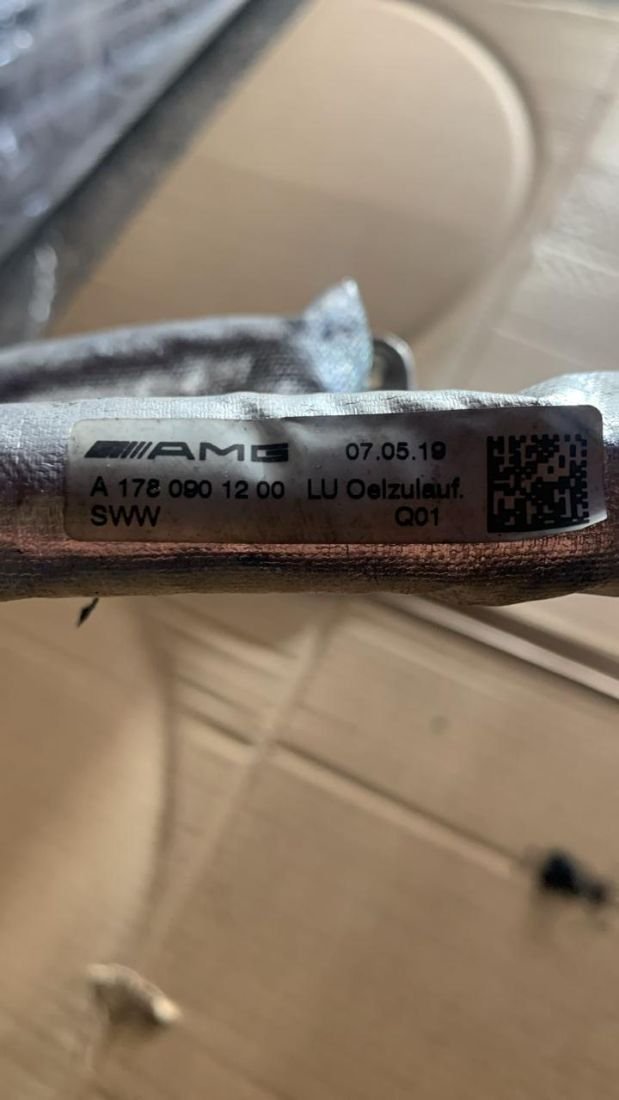 AMG 07.05.19
A 178 090 12 00 LU Oelzulauf.
SWW Q01